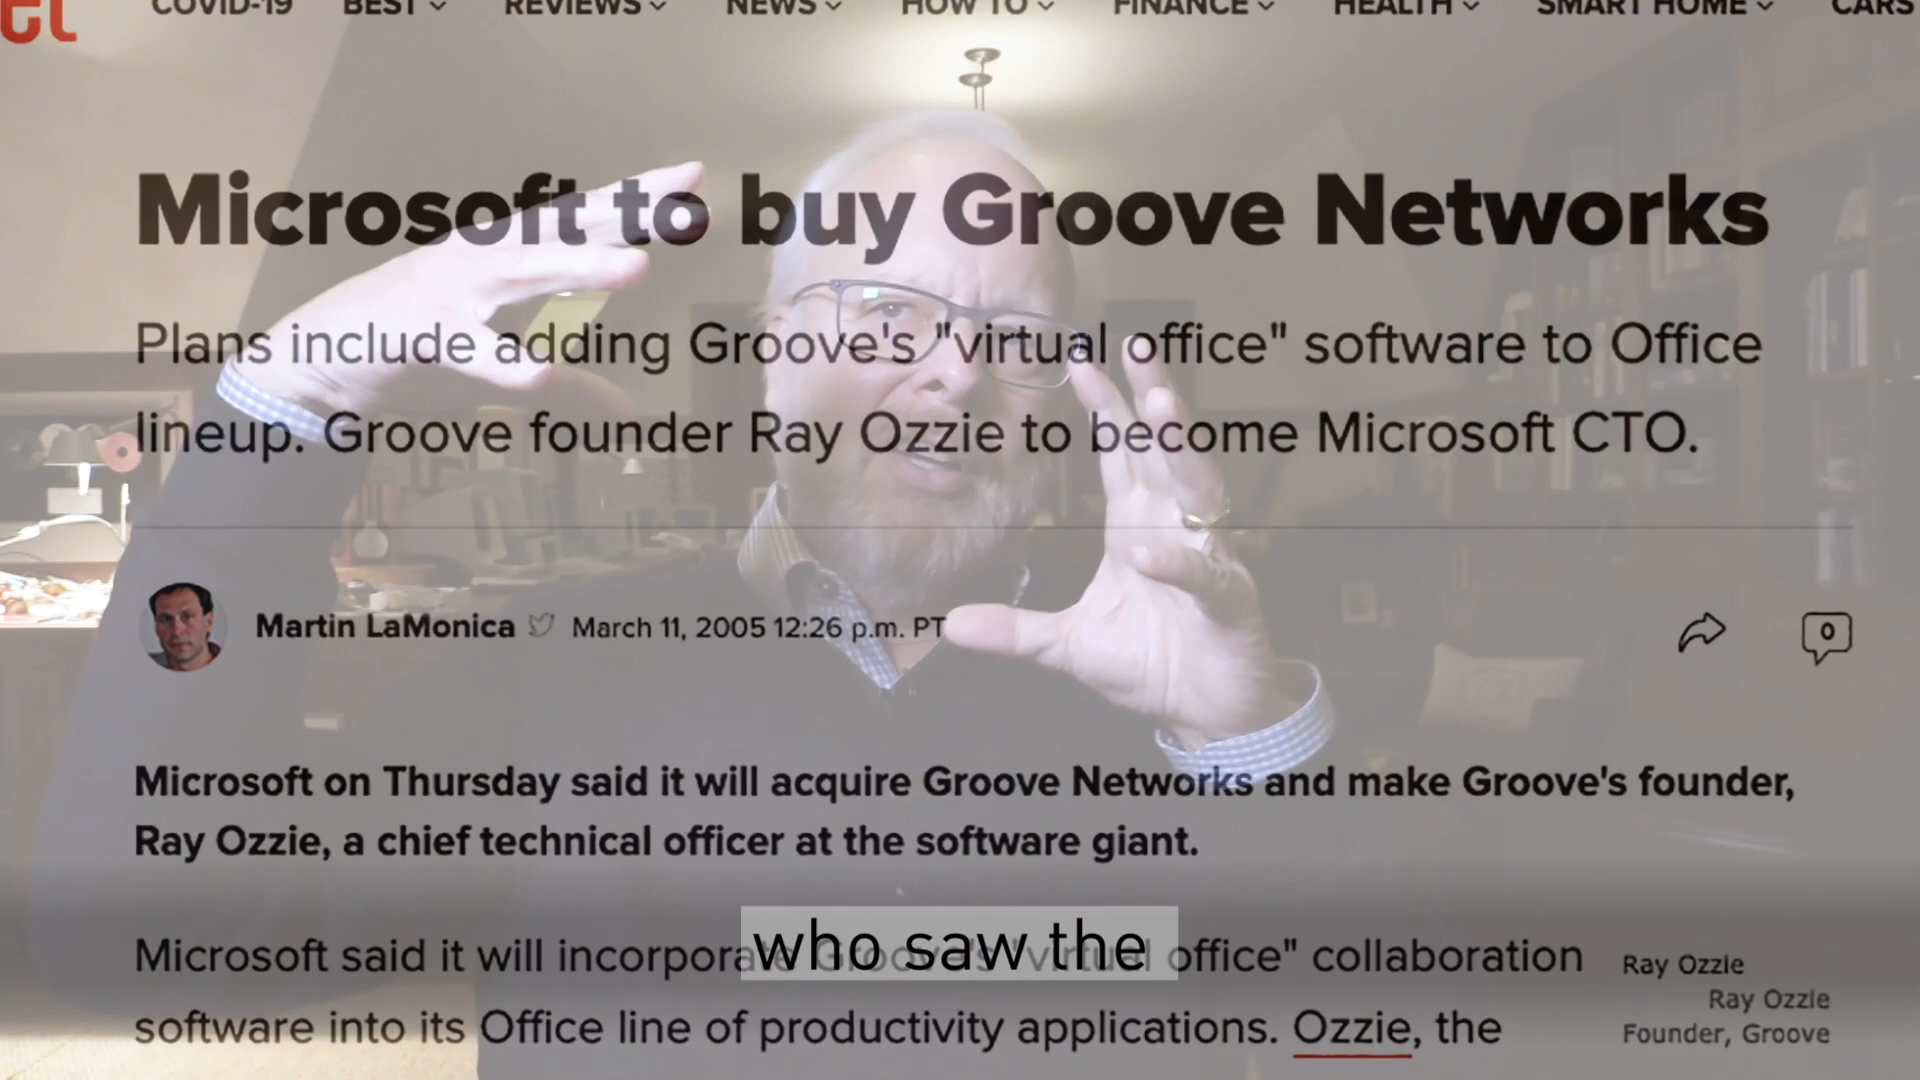 et
COVID-19 BEST REVIEWS NEWS HOW TO FINANCE HEALTH SMART HOME CARS
Microsoft to buy Groove Networks
Plans include adding Groove's "virtual office" software to Office
lineup. Groove founder Ray Ozzie to become Microsoft CTO.
Martin LaMonica March 11, 2005 12:26 p.m. PT
0
Microsoft on Thursday said it will acquire Groove Networks and make Groove's founder,
Ray Ozzie, a chief technical officer at the software giant.
Microsoft said it will incorporate Groove's "virtual office" collaboration
software into its Office line of productivity applications. Ozzie, the
Ray Ozzie
Ray Ozzie
Founder, Groove
who saw the